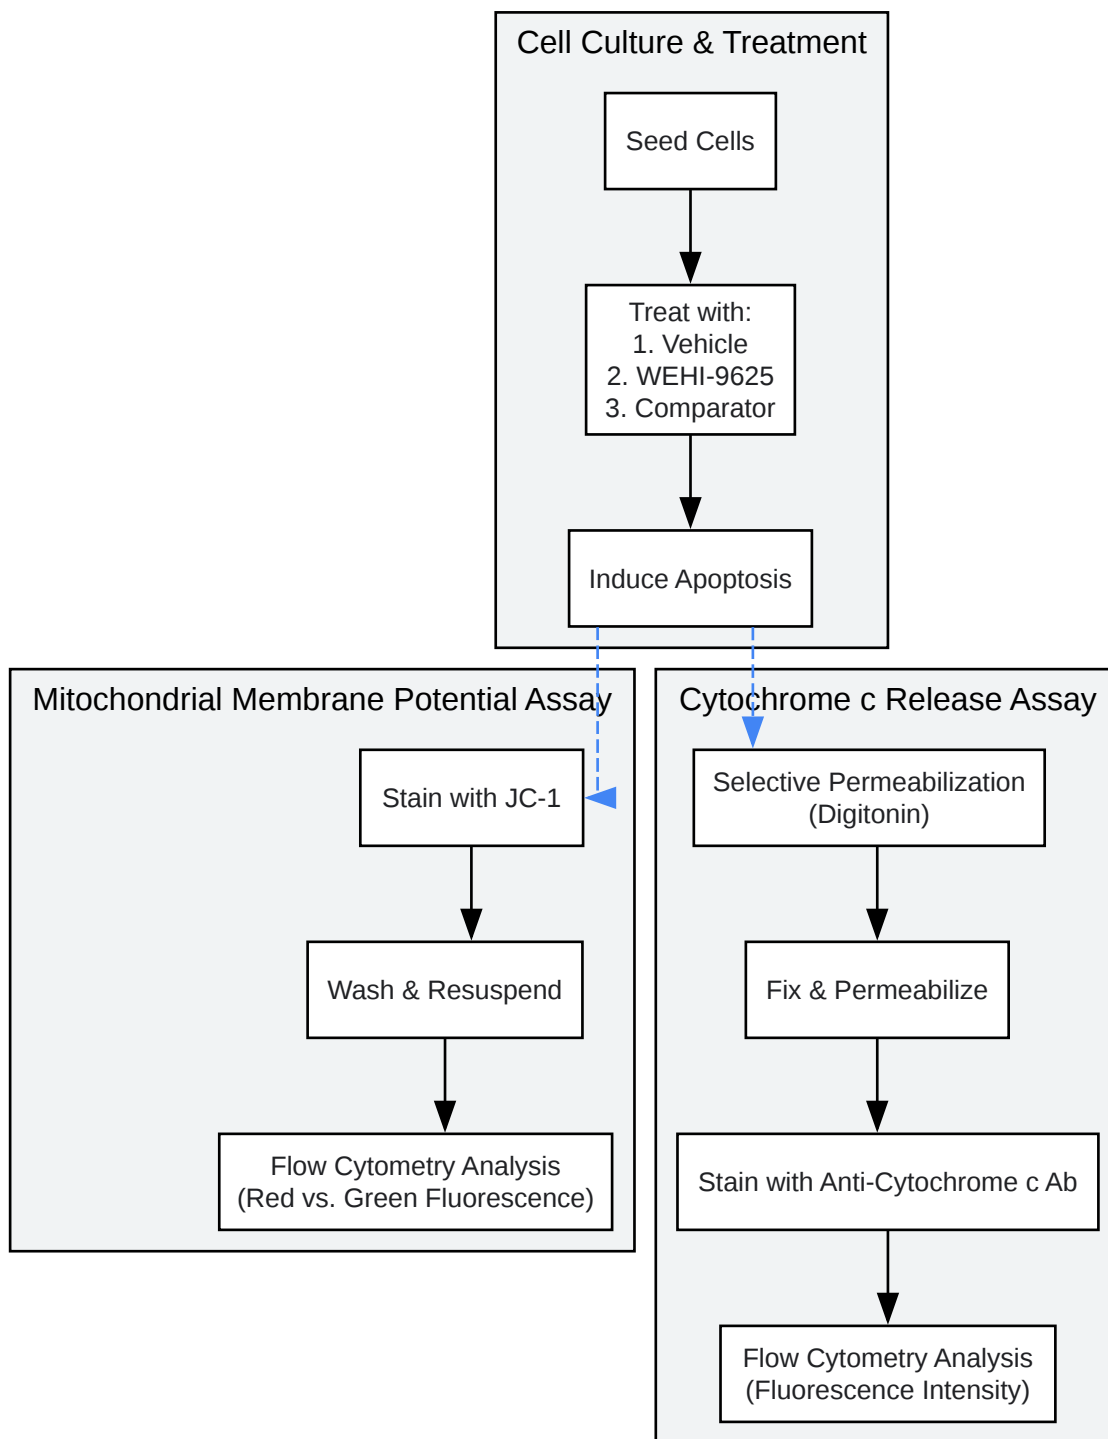 Cell Culture & Treatment
Seed Cells
Treat with:
1. Vehicle
2. WEHI-9625
3. Comparator
Induce Apoptosis
Mitochondrial Membrane Potential Assay
Stain with JC-1
Wash & Resuspend
Flow Cytometry Analysis
(Red vs. Green Fluorescence)
Cytochrome c Release Assay
Selective Permeabilization
(Digitonin)
Fix & Permeabilize
Stain with Anti-Cytochrome c Ab
Flow Cytometry Analysis
(Fluorescence Intensity)